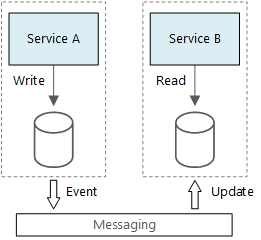 Service A
Service B
Write
Read
Event
Update
Messaging